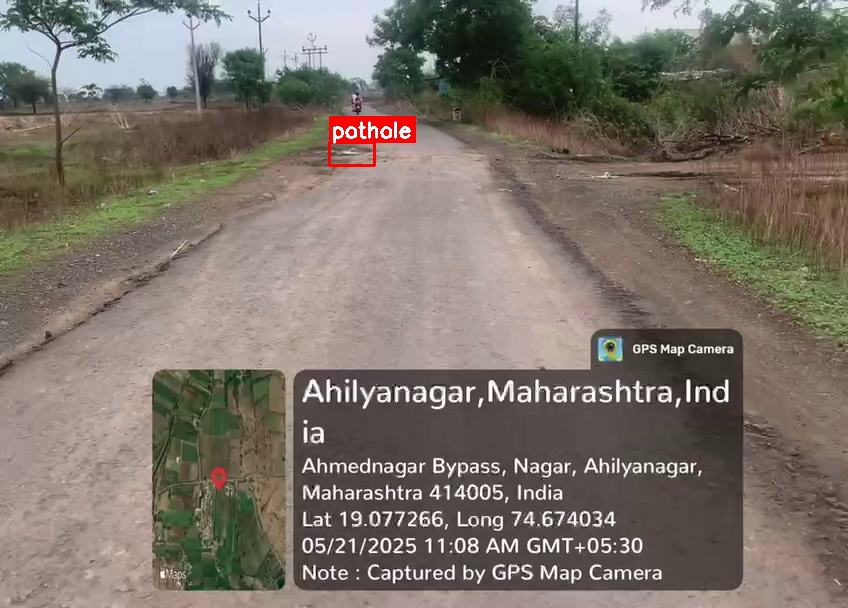 pothole
GPS Map Camera
Ahilyanagar,Maharashtra,Ind
ia
Ahmednagar Bypass, Nagar, Ahilyanagar,
Maharashtra 414005, India
Lat 19.077266, Long 74.674034
05/21/2025 11:08 AM GMT+05:30
Note : Captured by GPS Map Camera
Maps